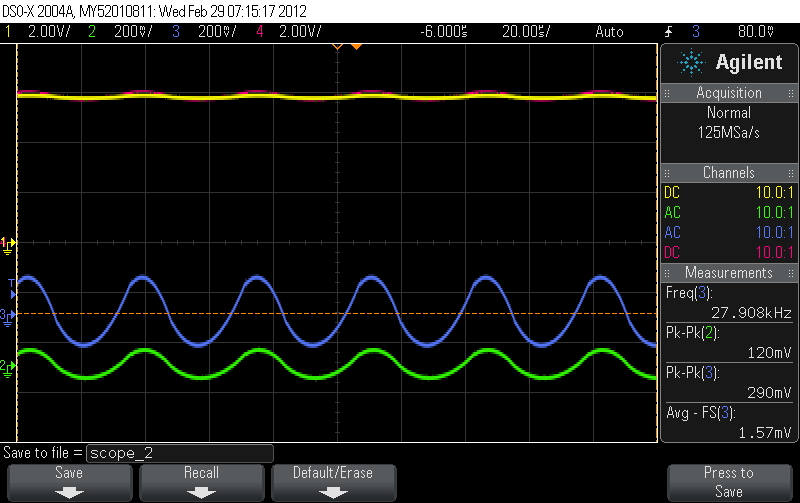 DSO-X 2004A, MY52010811: Wed Feb 29 07:15:17 2012
1 2.00V/ 2 200mV/ 3 200mV/ 4 2.00V/ -6.000µs 20.00µs/ Auto 3 80.0mV
Agilent
Acquisition
Normal
125MSa/s
Channels
DC 10.0:1
AC 10.0:1
AC 10.0:1
DC 10.0:1
Measurements
Freq(3):
27.908kHz
Pk-Pk(2):
120mV
Pk-Pk(3):
290mV
Avg - FS(3):
1.57mV
1
T
3
2
Save to file = scope_2
Save
Recall
Default/Erase
Press to
Save